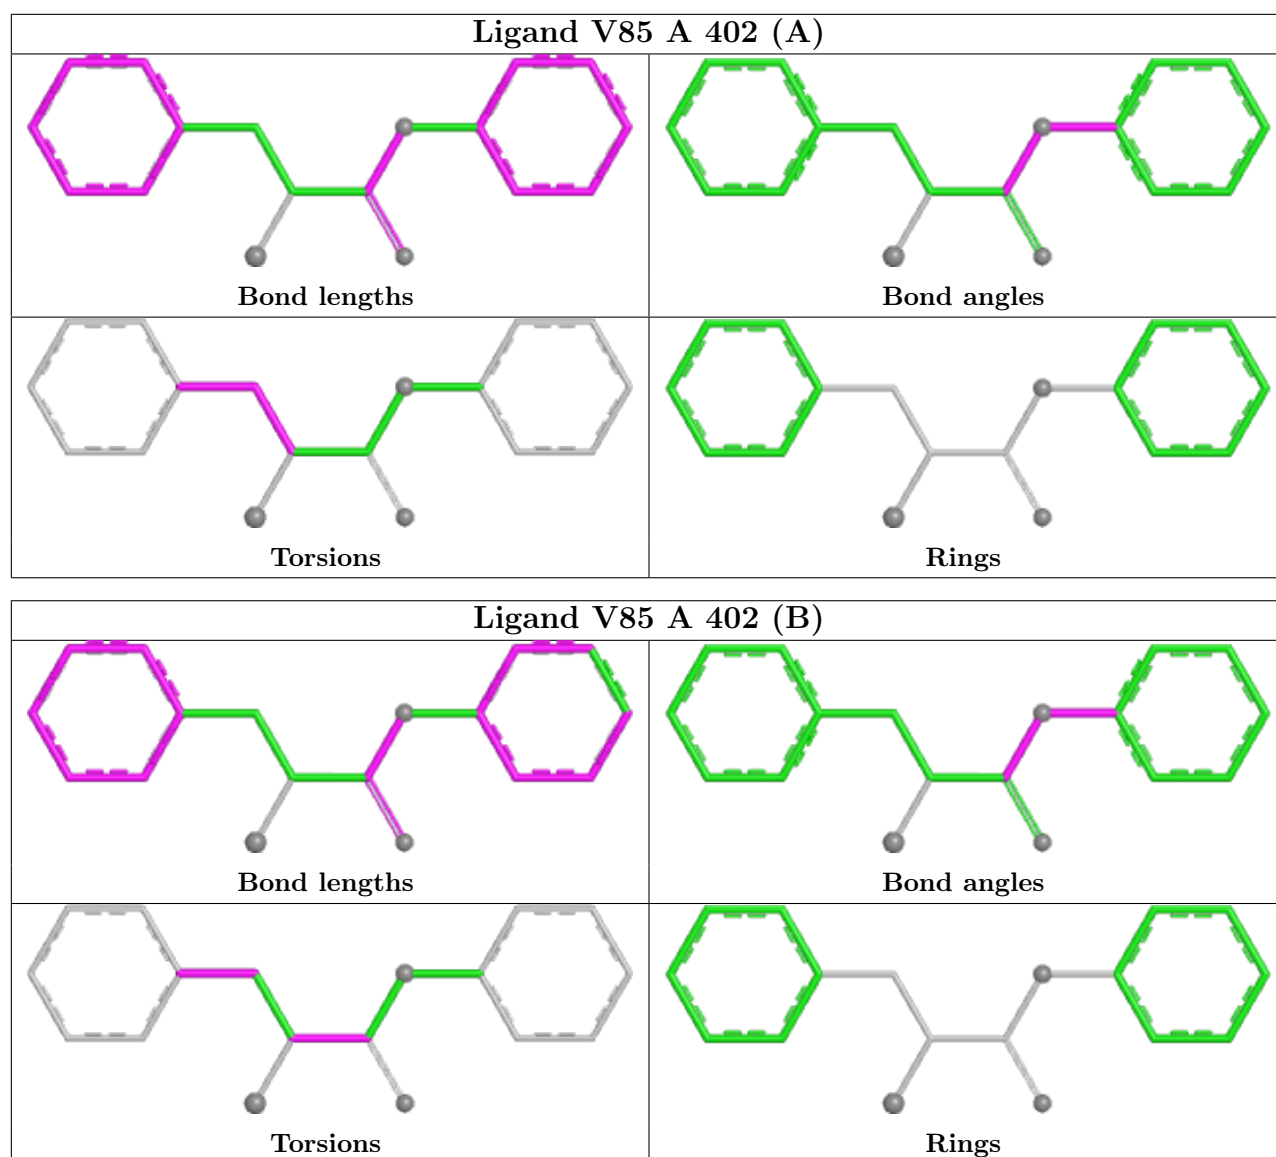 Ligand V85 A 402 (A)
Bond lengths
Bond angles
Torsions
Rings
Ligand V85 A 402 (B)
Bond lengths
Bond angles
Torsions
Rings